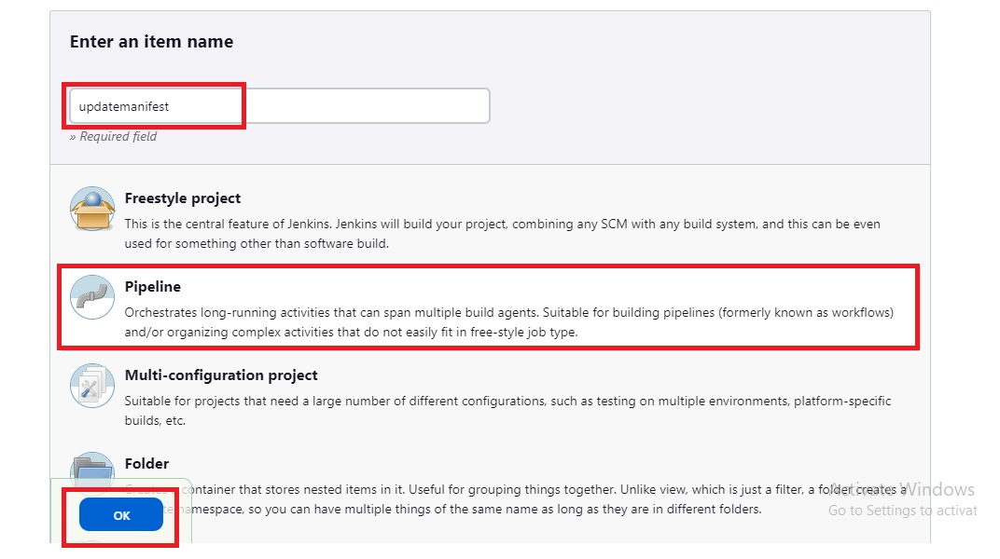 Enter an item name
updatemanifest
» Required field
Freestyle project
This is the central feature of Jenkins. Jenkins will build your project, combining any SCM with any build system, and this can be even
used for something other than software build.
Pipeline
Orchestrates long-running activities that can span multiple build agents. Suitable for building pipelines (formerly known as workflows)
and/or organizing complex activities that do not easily fit in free-style job type.
Multi-configuration project
Suitable for projects that need a large number of different configurations, such as testing on multiple environments, platform-specific
builds, etc.
Folder
Creates a container that stores nested items in it. Useful for grouping things together. Unlike view, which is just a filter, a folder creates a
namespace, so you can have multiple things of the same name as long as they are in different folders.
OK
Activate Windows
Go to Settings to activat